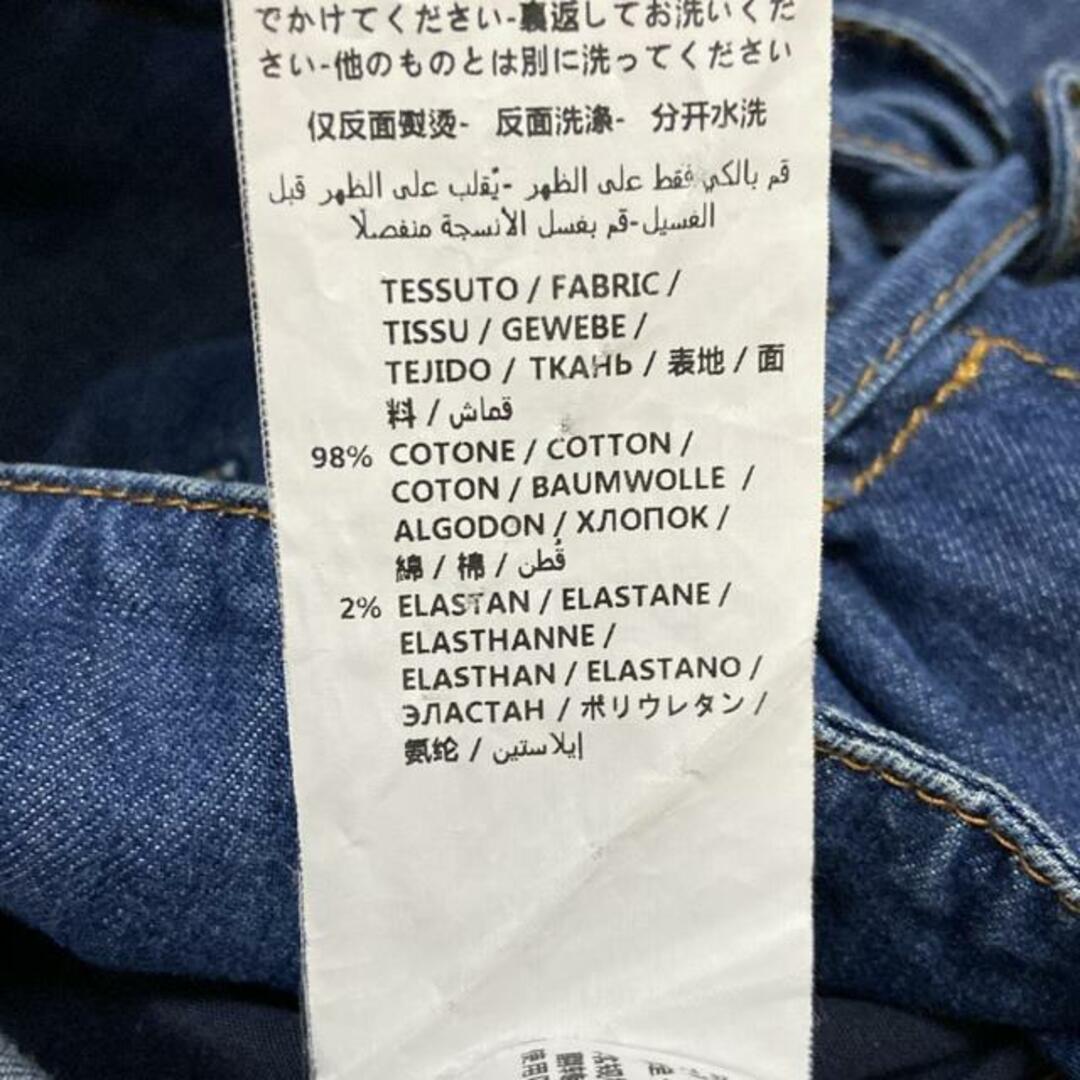 でかけてください-裏返してお洗いくだ
さい-他のものとは別に洗ってください
仅反面熨烫- 反面洗涤- 分开水洗
قم بالكي فقط على الظهر -يُقلب على الظهر قبل
الغسيل-قم بغسل الأنسجة منفصلًا
TESSUTO / FABRIC /
TISSU / GEWEBE /
TEJIDO / ТКАНЬ / 表地 / 面
料 / قماش
98% COTONE / COTTON /
COTON / BAUMWOLLE /
ALGODON / ХЛОПОК /
綿 / 棉 / قُطن
2% ELASTAN / ELASTANE /
ELASTHANNE /
ELASTHAN / ELASTANO /
ЭЛАСТАН / ポリウレタン /
氨纶 / إيلاستين